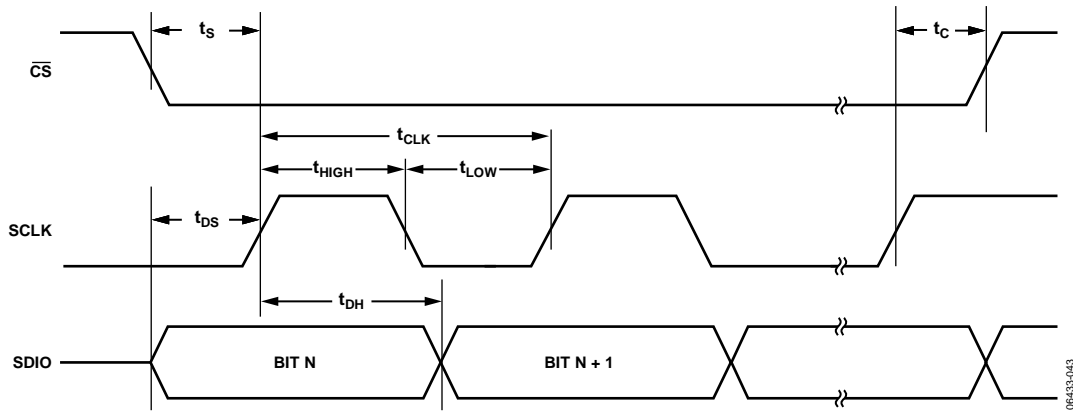 tS
tC
CS
tCLK
tHIGH
tLOW
tDS
SCLK
tDH
SDIO
BIT N
BIT N + 1
06433-043